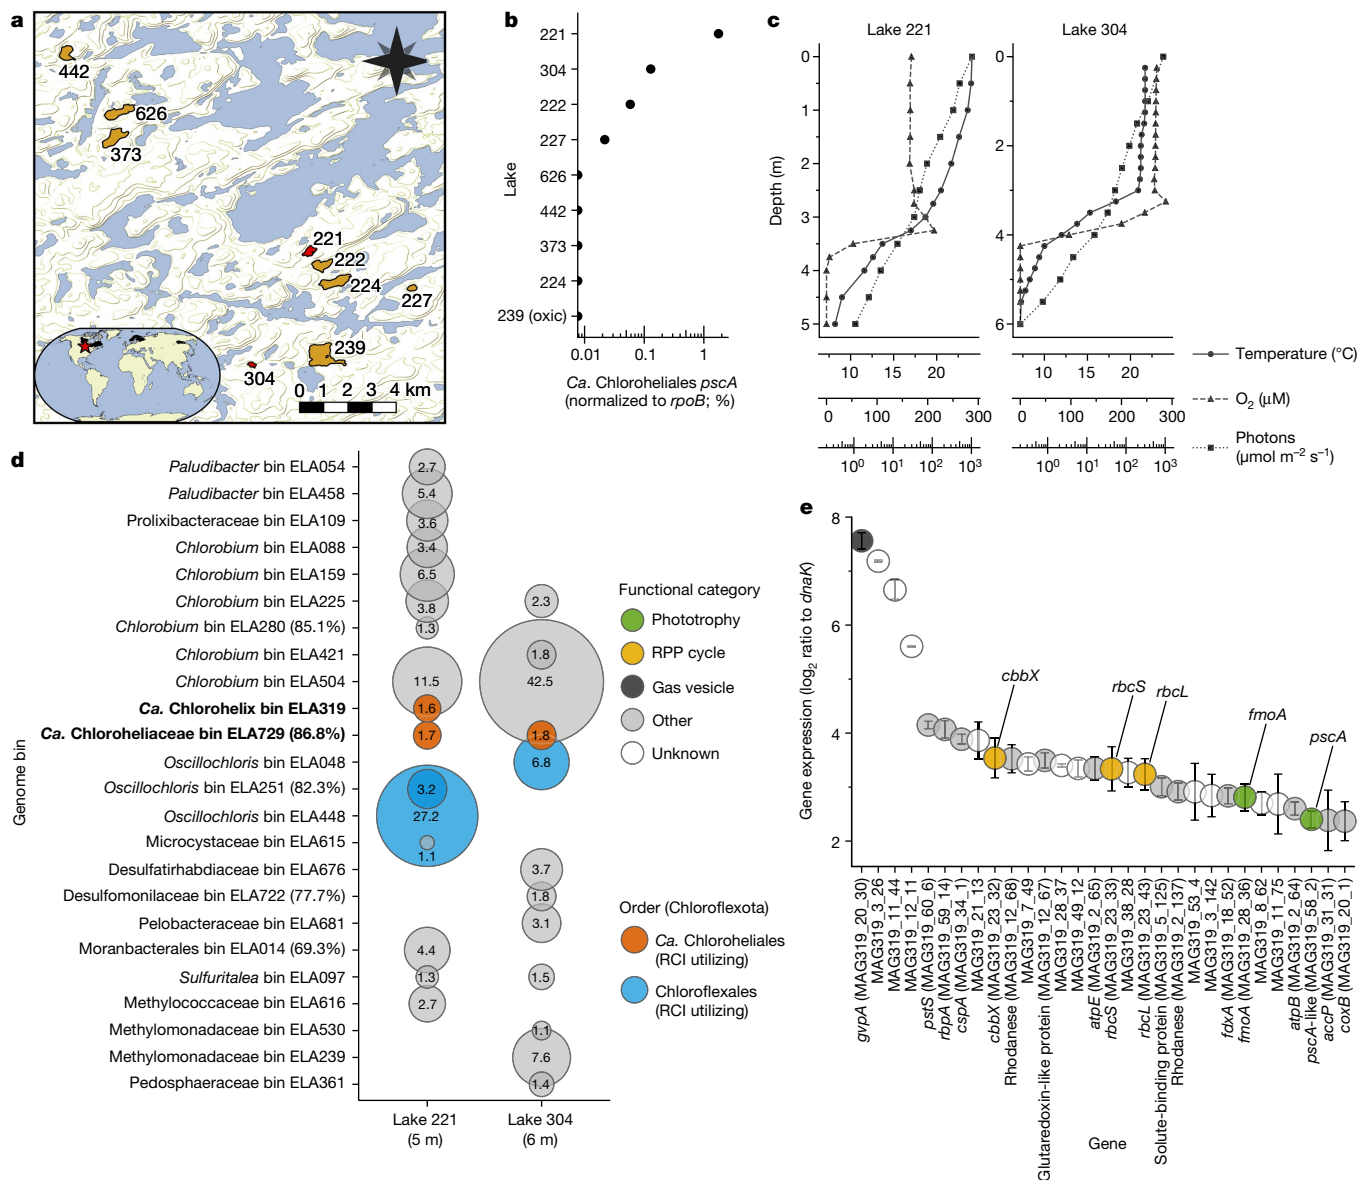 a
442
626
373
221
222
224
227
239
304
0 1 2 3 4 km
b
221
304
222
227
626
442
373
224
239 (oxic)
Lake
0.01 0.1 1
Ca. Chloroheliales pscA
(normalized to rpoB; %)
c
Lake 221
Lake 304
Depth (m)
0
1
2
3
4
5
0
2
4
6
10 15 20
10 15 20
0 100 200 300
0 100 200 300
10⁰ 10¹ 10² 10³
10⁰ 10¹ 10² 10³
Temperature (°C)
O₂ (μM)
Photons
(μmol m⁻² s⁻¹)
d
Genome bin
Paludibacter bin ELA054 2.7
Paludibacter bin ELA458 5.4
Prolixibacteraceae bin ELA109 3.6
Chlorobium bin ELA088 3.4
Chlorobium bin ELA159 6.5
Chlorobium bin ELA225 3.8 2.3
Chlorobium bin ELA280 (85.1%) 1.3
Chlorobium bin ELA421 1.8
Chlorobium bin ELA504 11.5 42.5
Ca. Chlorohelix bin ELA319 1.6
Ca. Chloroheliaceae bin ELA729 (86.8%) 1.7 1.8
Oscillochloris bin ELA048 6.8
Oscillochloris bin ELA251 (82.3%) 3.2
Oscillochloris bin ELA448 27.2
Microcystaceae bin ELA615 1.1
Desulfatirhabdiaceae bin ELA676 3.7
Desulfomonilaceae bin ELA722 (77.7%) 1.8
Pelobacteraceae bin ELA681 3.1
Moranbacterales bin ELA014 (69.3%) 4.4
Sulfuritalea bin ELA097 1.3 1.5
Methylococcaceae bin ELA616 2.7
Methylomonadaceae bin ELA530 1.1
Methylomonadaceae bin ELA239 7.6
Pedosphaeraceae bin ELA361 1.4
Lake 221
(5 m)
Lake 304
(6 m)
Functional category
Phototrophy
RPP cycle
Gas vesicle
Other
Unknown
Order (Chloroflexota)
Ca. Chloroheliales
(RCI utilizing)
Chloroflexales
(RCI utilizing)
e
Gene expression (log₂ ratio to dnaK)
8
6
4
2
cbbX
rbcS
rbcL
fmoA
pscA
gvpA (MAG319_20_30)
MAG319_3_26
MAG319_11_44
MAG319_12_11
pstS (MAG319_60_6)
rbpA (MAG319_59_14)
cspA (MAG319_34_1)
MAG319_21_13
cbbX (MAG319_23_32)
Rhodanese (MAG319_12_68)
MAG319_7_49
Glutaredoxin-like protein (MAG319_12_67)
MAG319_28_37
MAG319_49_12
atpE (MAG319_2_65)
rbcS (MAG319_23_33)
MAG319_38_28
rbcL (MAG319_23_43)
Solute-binding protein (MAG319_5_125)
Rhodanese (MAG319_2_137)
MAG319_53_4
MAG319_3_142
fdxA (MAG319_18_52)
fmoA (MAG319_28_36)
MAG319_8_62
MAG319_11_75
atpB (MAG319_2_64)
pscA-like (MAG319_58_2)
accP (MAG319_31_31)
coxB (MAG319_20_1)
Gene